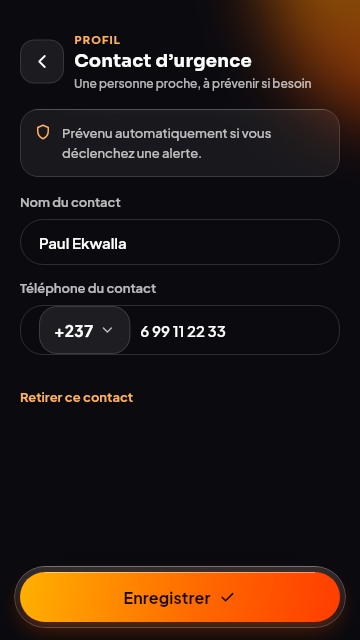 PROFIL
Contact d’urgence
Une personne proche, à prévenir si besoin
Prévenu automatiquement si vous
déclenchez une alerte.
Nom du contact
Paul Ekwalla
Téléphone du contact
+237 6 99 11 22 33
Retirer ce contact
Enregistrer